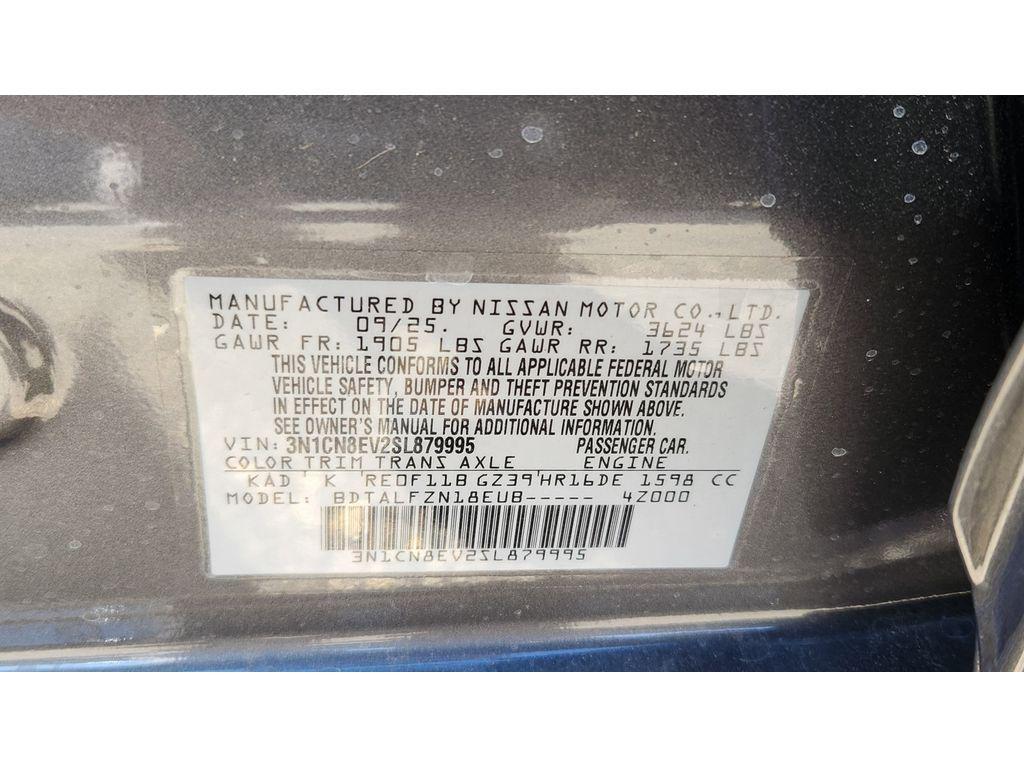 MANUFACTURED BY NISSAN MOTOR CO.,LTD.
DATE: 09/25. GVWR: 3624 LBS
GAWR FR: 1905 LBS GAWR RR: 1735 LBS
THIS VEHICLE CONFORMS TO ALL APPLICABLE FEDERAL MOTOR
VEHICLE SAFETY, BUMPER AND THEFT PREVENTION STANDARDS
IN EFFECT ON THE DATE OF MANUFACTURE SHOWN ABOVE.
SEE OWNER'S MANUAL FOR ADDITIONAL INFORMATION.
VIN: 3N1CN8EV2SL879995 PASSENGER CAR.
COLOR TRIM TRANS AXLE ENGINE
KAD K RE0F11B GZ39 HR16DE 1598 CC
MODEL: BDTALFZN18EUB----- 4Z000
3N1CN8EV2SL879995